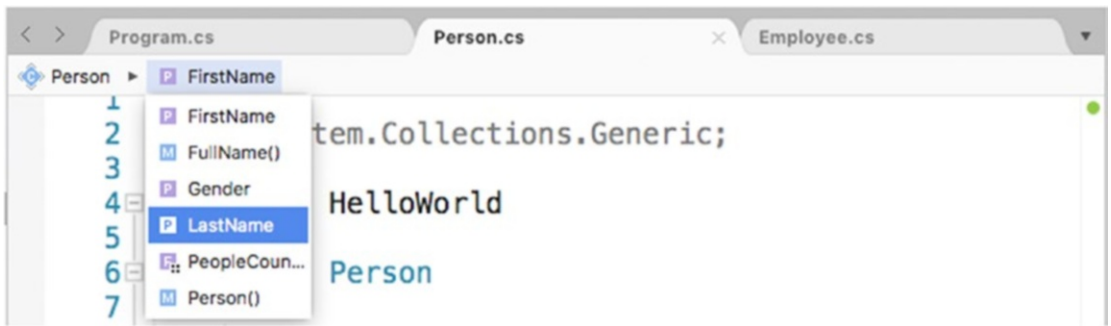 Program.cs Person.cs Employee.cs
Person FirstName
1
FirstName
2 tem.Collections.Generic;
FullName()
3
Gender
4 HelloWorld
LastName
5
PeopleCoun...
6 Person
Person()
7